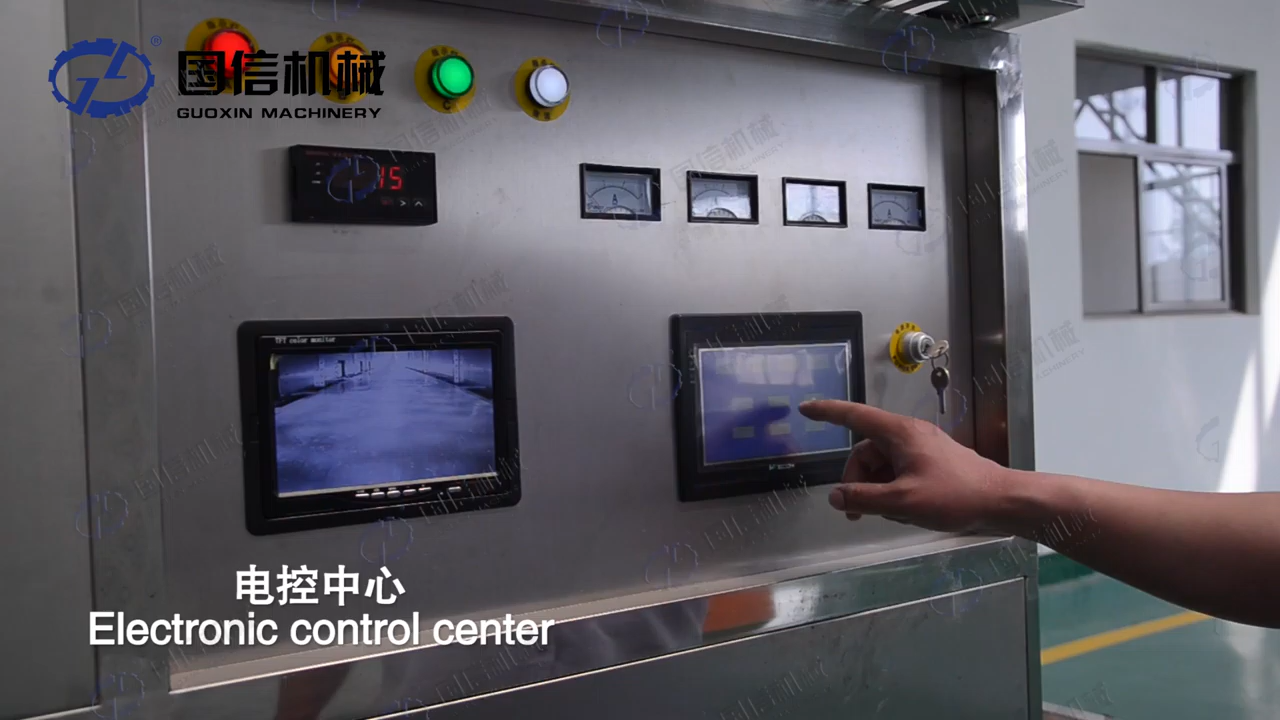 国信机械
®
GUOXIN MACHINERY
15
A
TFT color monitor
电控中心
Electronic control center